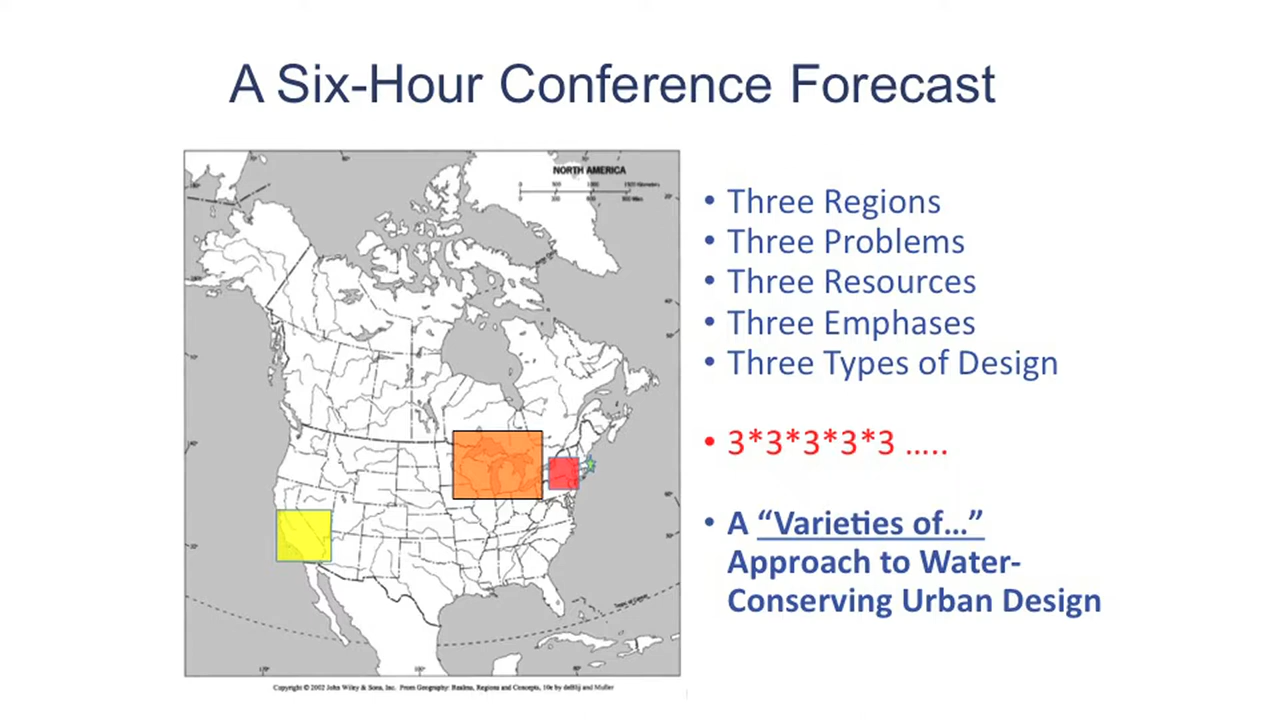 A Six-Hour Conference Forecast
NORTH AMERICA
• Three Regions
• Three Problems
• Three Resources
• Three Emphases
• Three Types of Design
• 3*3*3*3*3 …..
• A “Varieties of…”
Approach to Water-
Conserving Urban Design
Copyright © 2002 John Wiley & Sons, Inc. From Geography: Realms, Regions and Concepts, 10e by deBlij and Muller